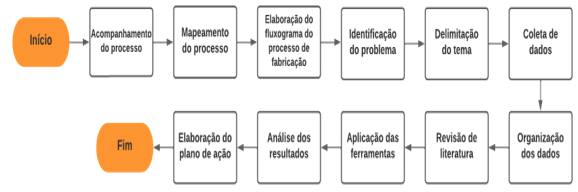 Início
Acompanhamento
do processo
Mapeamento
do processo
Elaboração do
fluxograma do
processo de
fabricação
Identificação
do problema
Delimitação
do tema
Coleta de
dados
Organização
dos dados
Revisão de
literatura
Aplicação das
ferramentas
Análise dos
resultados
Elaboração do
plano de ação
Fim